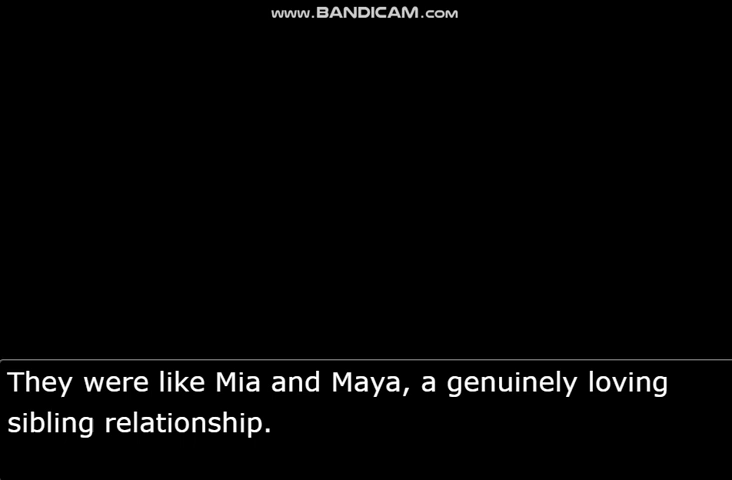 www.BANDICAM.com
They were like Mia and Maya, a genuinely loving
sibling relationship.